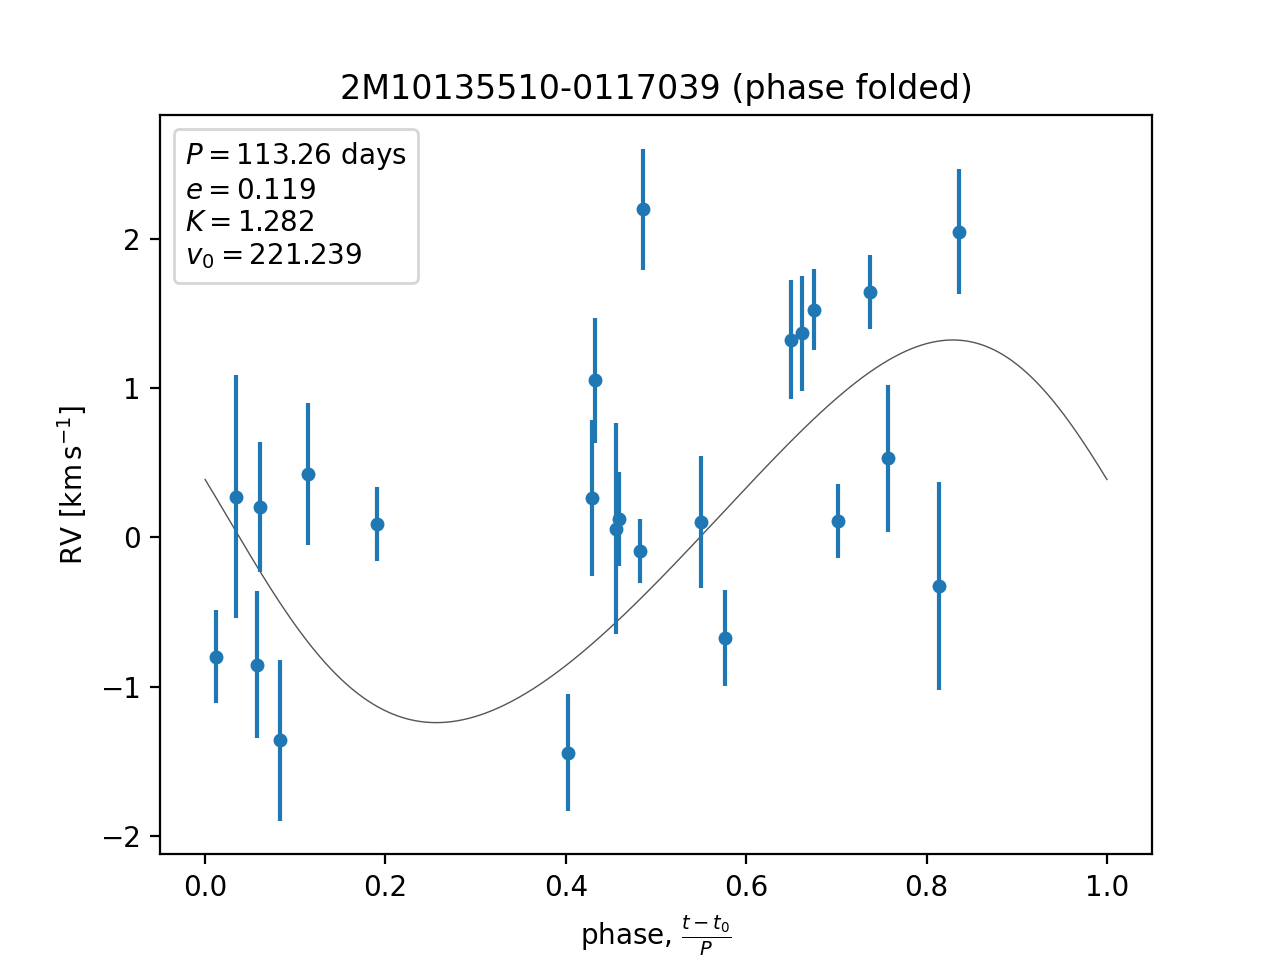 2M10135510-0117039 (phase folded)
P = 113.26 days
e = 0.119
K = 1.282
v₀ = 221.239
2
1
0
−1
−2
RV [km s⁻¹]
0.0 0.2 0.4 0.6 0.8 1.0
phase, (t − t₀)/P